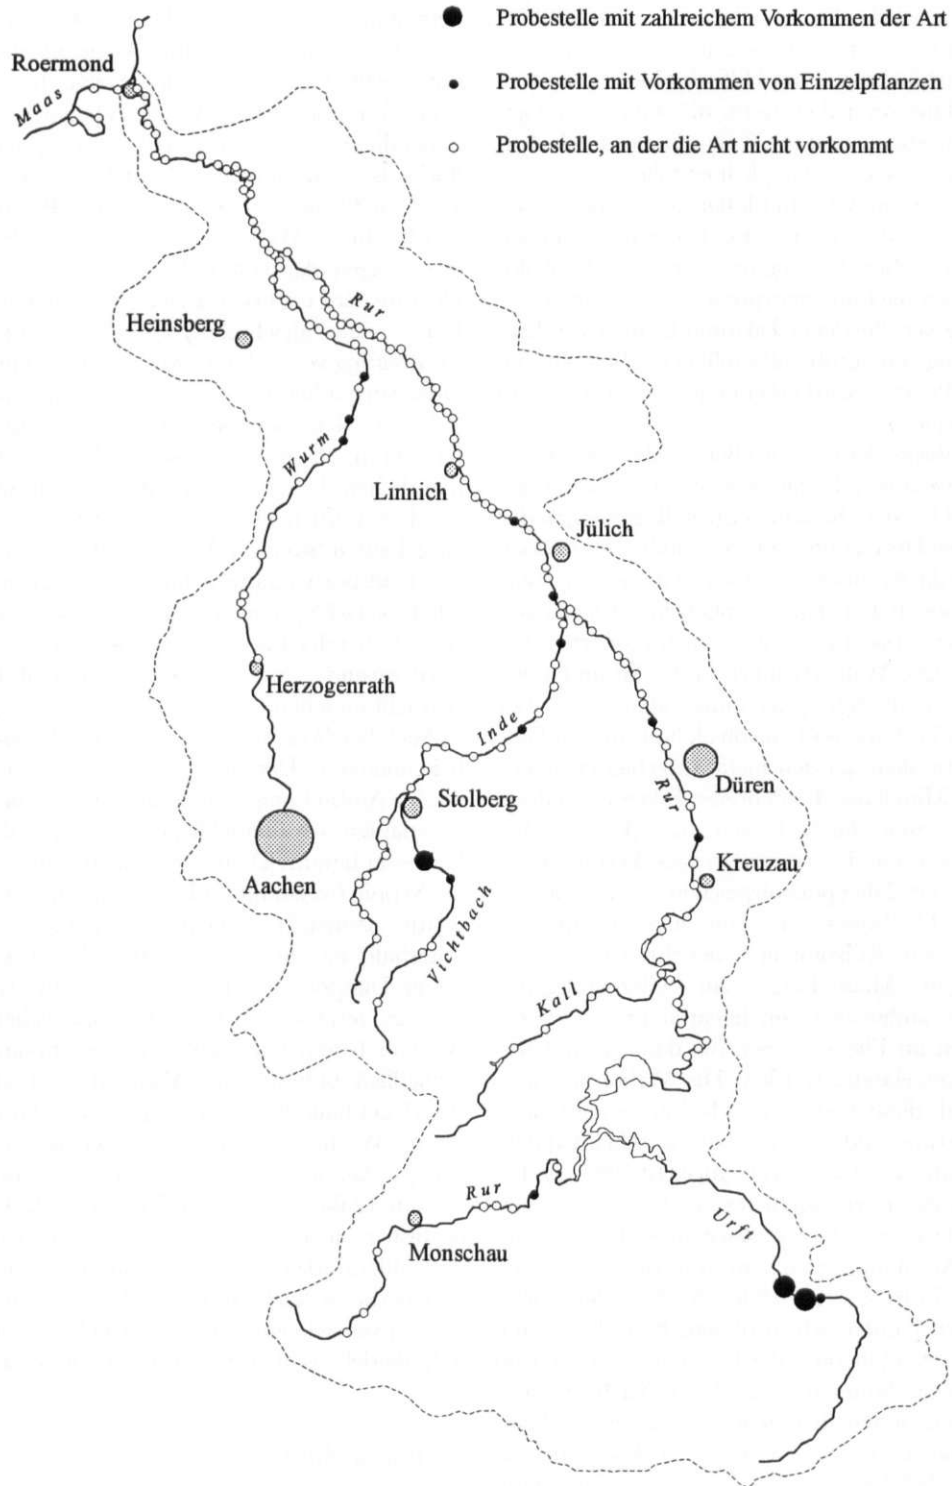 Probestelle mit zahlreichem Vorkommen der Art
Roermond
Maas
Probestelle mit Vorkommen von Einzelpflanzen
Probestelle, an der die Art nicht vorkommt
Rur
Heinsberg
Wurm
Linnich
Jülich
Herzogenrath
Inde
Stolberg
Düren
Rur
Aachen
Kreuzau
Vichtbach
Kall
Rur
Urft
Monschau